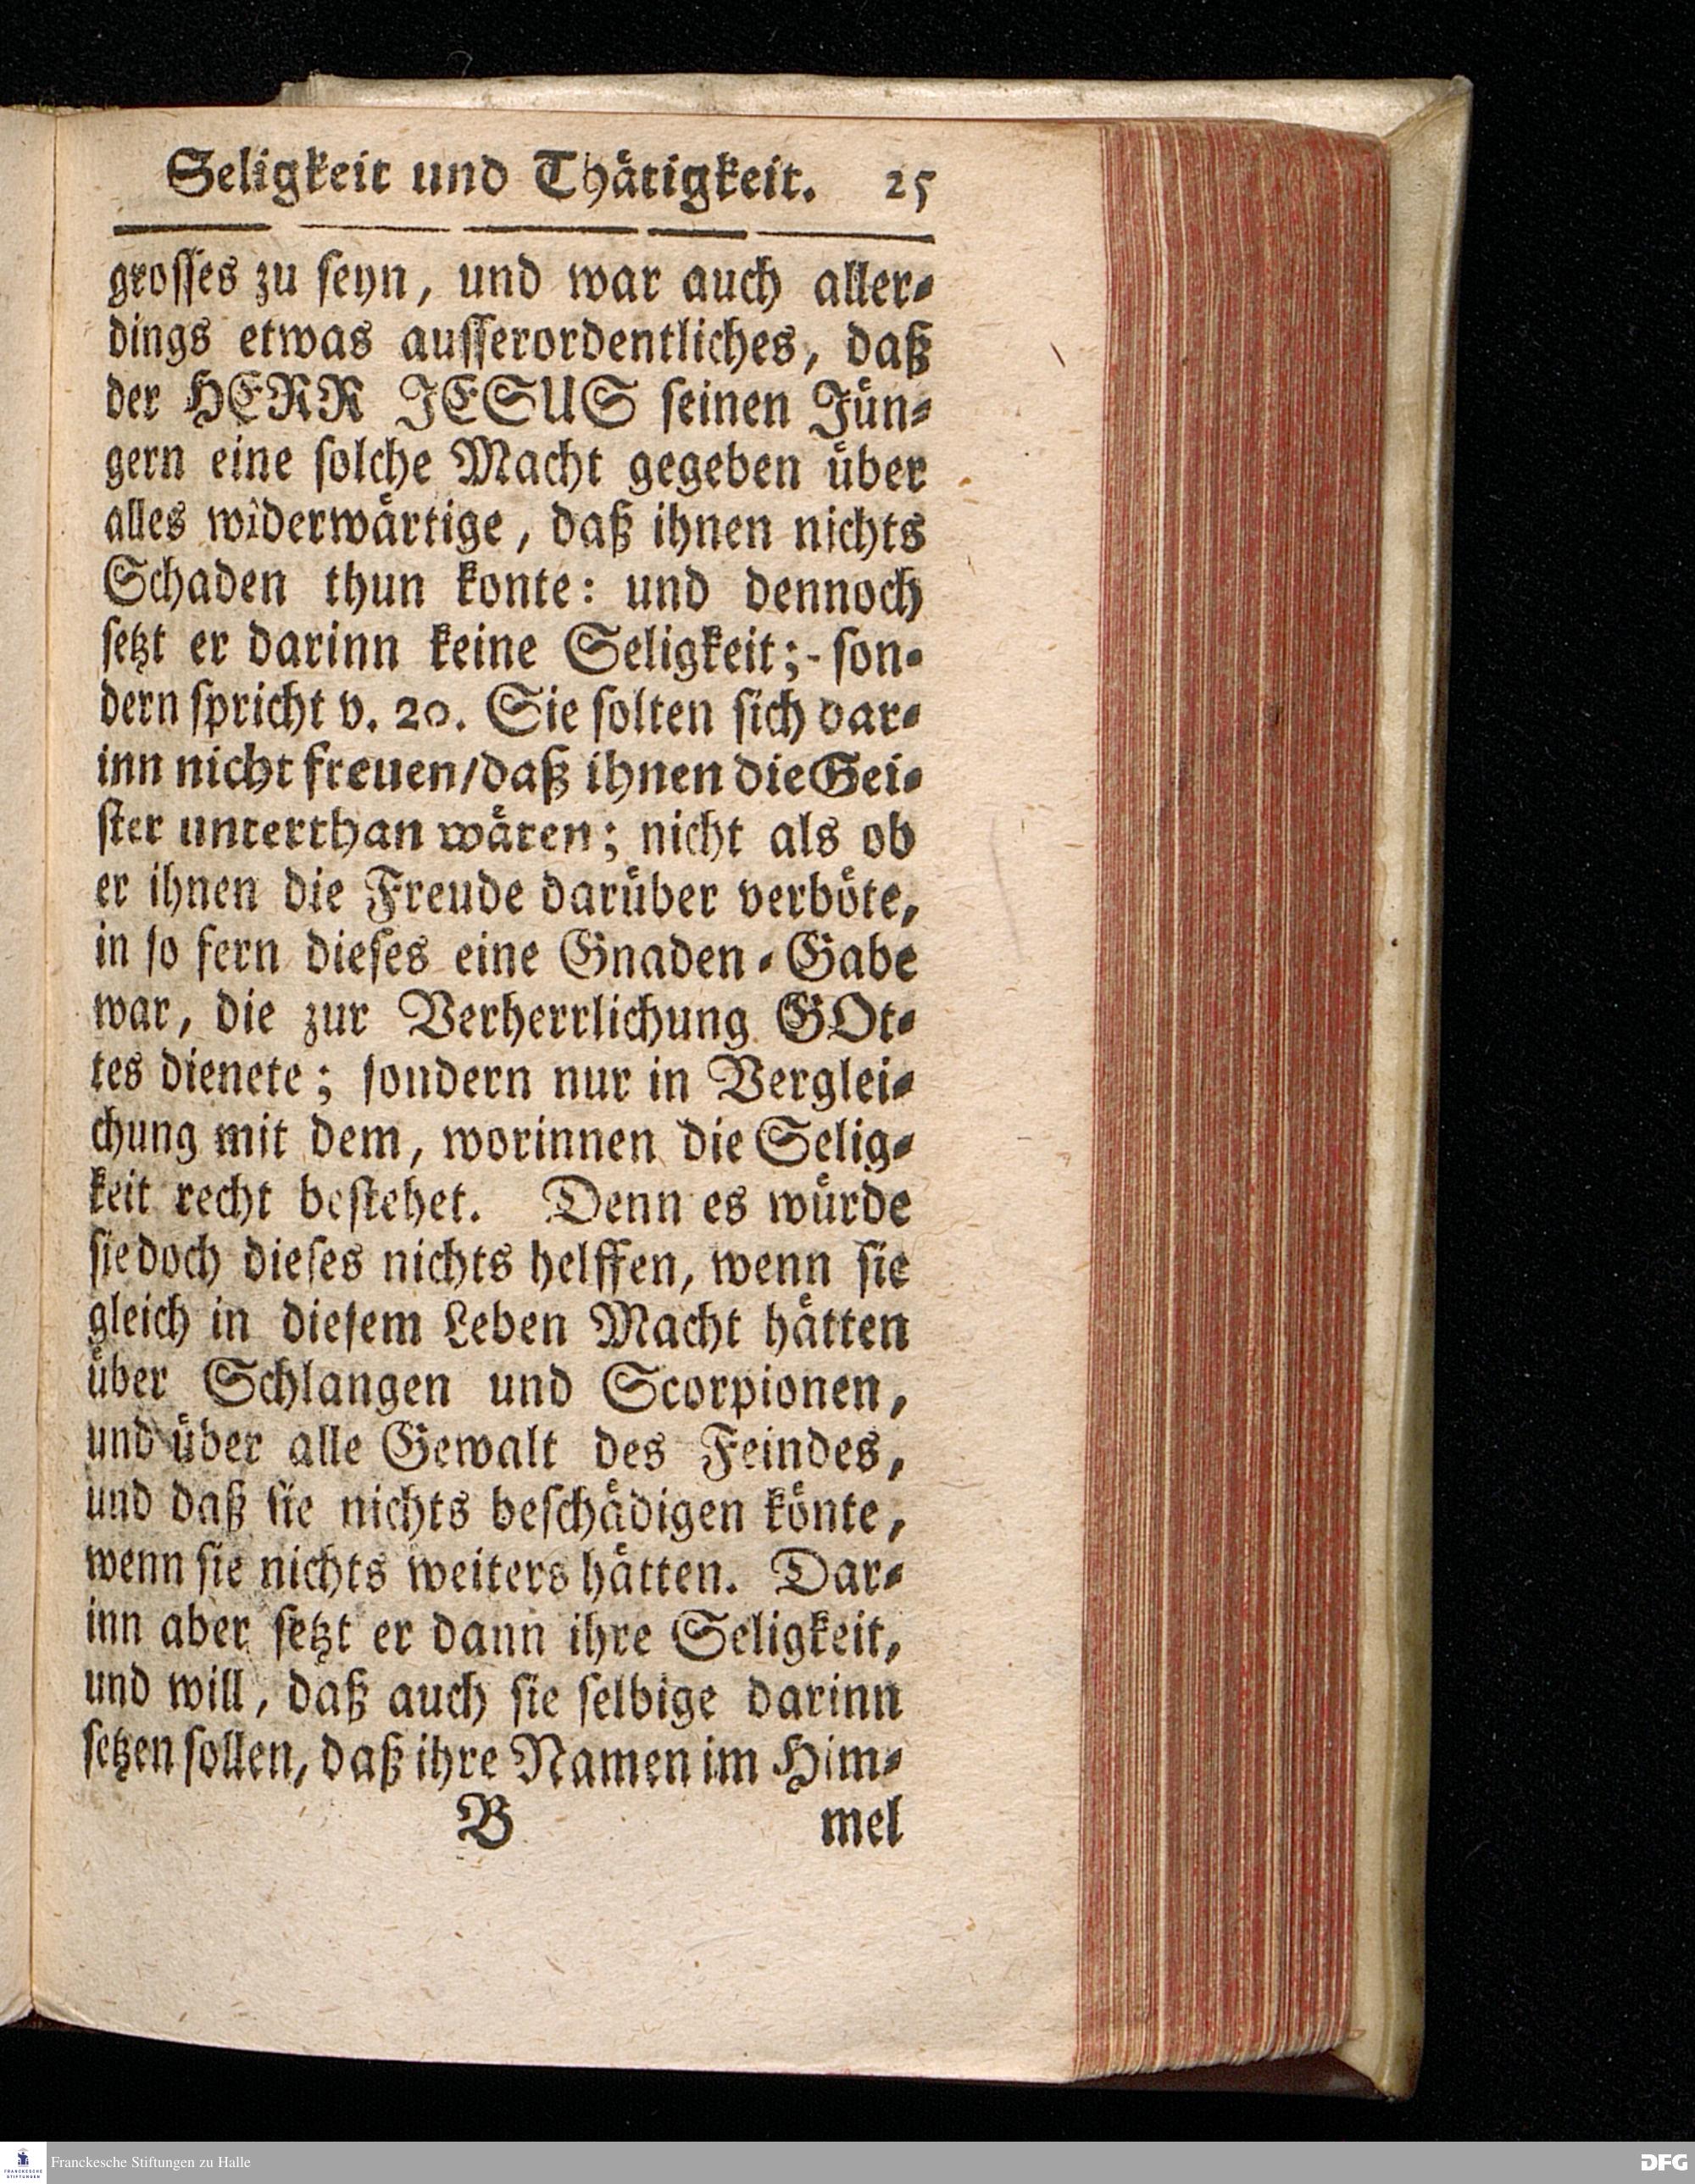 Seligkeit und Thätigkeit. 25
grosses zu seyn, und war auch aller-
dings etwas ausserordentliches, daß
der HERR JESUS seinen Jün-
gern eine solche Macht gegeben über
alles widerwärtige, daß ihnen nichts
Schaden thun konte: und dennoch
setzt er darinn keine Seligkeit;- son-
dern spricht v. 20. Sie solten sich dar-
inn nicht freuen/daß ihnen die Gei-
ster unterthan wären; nicht als ob
er ihnen die Freude darüber verböte,
in so fern dieses eine Gnaden-Gabe
war, die zur Verherrlichung GOt-
tes dienete; sondern nur in Verglei-
chung mit dem, worinnen die Selig-
keit recht bestehet. Denn es würde
sie doch dieses nichts helffen, wenn sie
gleich in diesem Leben Macht hätten
über Schlangen und Scorpionen,
und über alle Gewalt des Feindes,
und daß sie nichts beschädigen könte,
wenn sie nichts weiters hätten. Dar-
inn aber setzt er dann ihre Seligkeit,
und will, daß auch sie selbige darinn
setzen sollen, daß ihre Namen im Him-
B mel
FRANCKESCHE STIFTUNGEN
Franckesche Stiftungen zu Halle
DFG